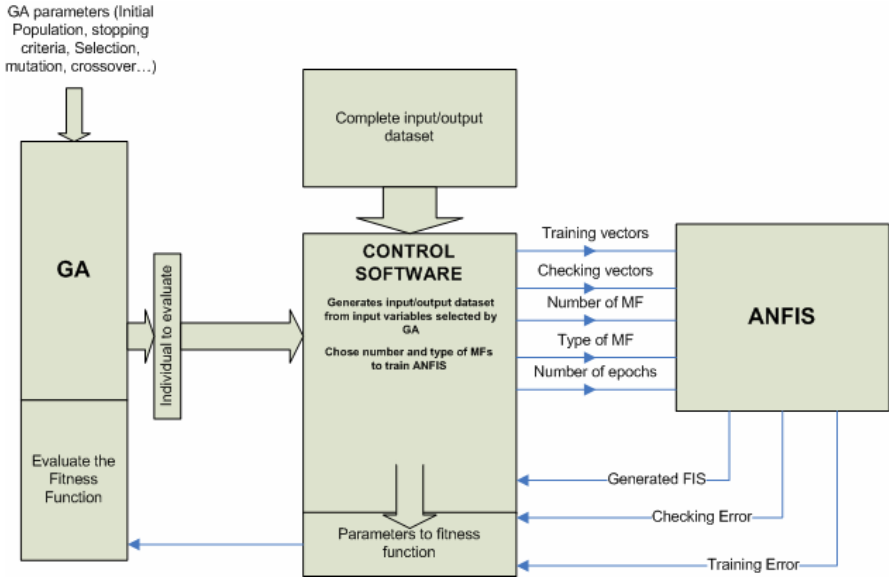 GA parameters (Initial
Population, stopping
criteria, Selection,
mutation, crossover…)
Complete input/output
dataset
GA
Individual to evaluate
CONTROL
SOFTWARE
Generates input/output dataset
from input variables selected by
GA
Chose number and type of MFs
to train ANFIS
Training vectors
Checking vectors
Number of MF
Type of MF
Number of epochs
ANFIS
Evaluate the
Fitness
Function
Parameters to fitness
function
Generated FIS
Checking Error
Training Error